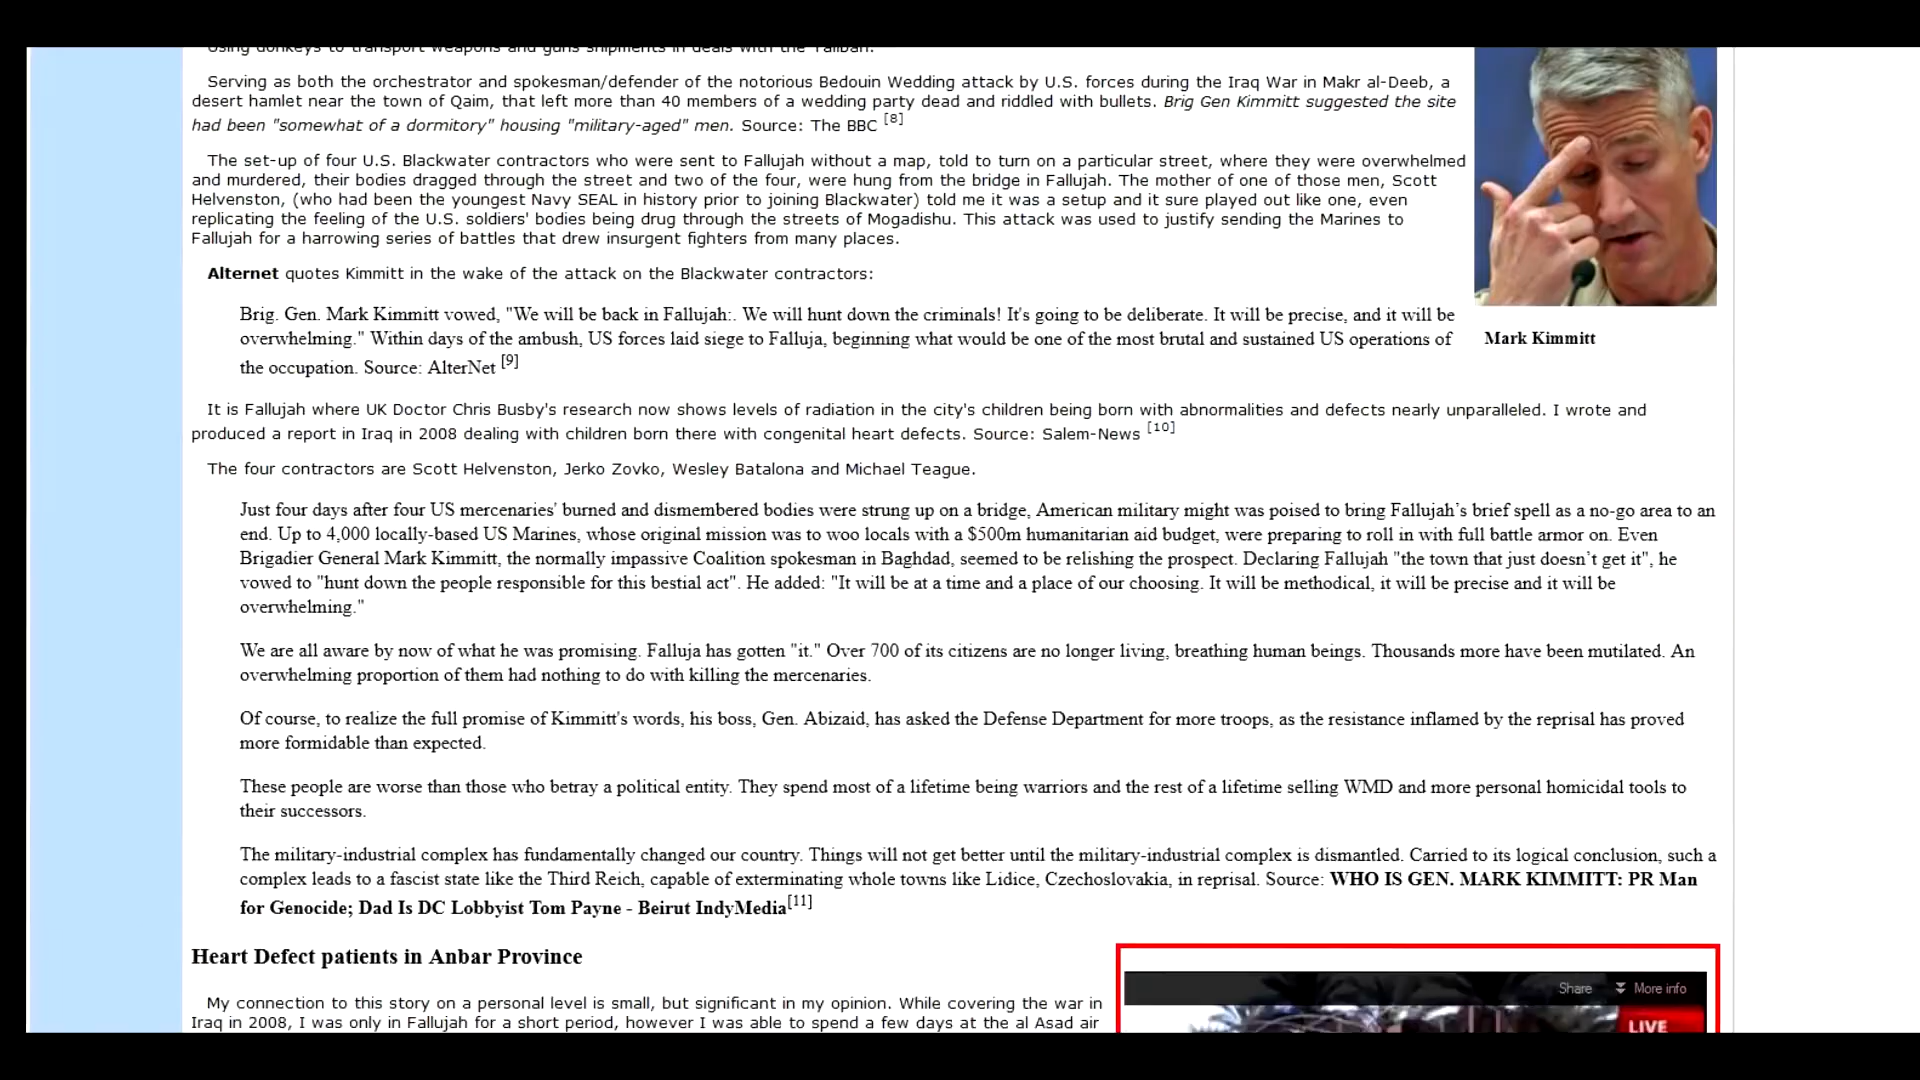 using donkeys to transport weapons and guns shipments in deals with the Taliban.
Serving as both the orchestrator and spokesman/defender of the notorious Bedouin Wedding attack by U.S. forces during the Iraq War in Makr al-Deeb, a
desert hamlet near the town of Qaim, that left more than 40 members of a wedding party dead and riddled with bullets. Brig Gen Kimmitt suggested the site
had been "somewhat of a dormitory" housing "military-aged" men. Source: The BBC [8]
The set-up of four U.S. Blackwater contractors who were sent to Fallujah without a map, told to turn on a particular street, where they were overwhelmed
and murdered, their bodies dragged through the street and two of the four, were hung from the bridge in Fallujah. The mother of one of those men, Scott
Helvenston, (who had been the youngest Navy SEAL in history prior to joining Blackwater) told me it was a setup and it sure played out like one, even
replicating the feeling of the U.S. soldiers' bodies being drug through the streets of Mogadishu. This attack was used to justify sending the Marines to
Fallujah for a harrowing series of battles that drew insurgent fighters from many places.
Alternet quotes Kimmitt in the wake of the attack on the Blackwater contractors:
Brig. Gen. Mark Kimmitt vowed, "We will be back in Fallujah:. We will hunt down the criminals! It's going to be deliberate. It will be precise, and it will be
overwhelming." Within days of the ambush, US forces laid siege to Falluja, beginning what would be one of the most brutal and sustained US operations of
the occupation. Source: AlterNet [9]
Mark Kimmitt
It is Fallujah where UK Doctor Chris Busby's research now shows levels of radiation in the city's children being born with abnormalities and defects nearly unparalleled. I wrote and
produced a report in Iraq in 2008 dealing with children born there with congenital heart defects. Source: Salem-News [10]
The four contractors are Scott Helvenston, Jerko Zovko, Wesley Batalona and Michael Teague.
Just four days after four US mercenaries' burned and dismembered bodies were strung up on a bridge, American military might was poised to bring Fallujah’s brief spell as a no-go area to an
end. Up to 4,000 locally-based US Marines, whose original mission was to woo locals with a $500m humanitarian aid budget, were preparing to roll in with full battle armor on. Even
Brigadier General Mark Kimmitt, the normally impassive Coalition spokesman in Baghdad, seemed to be relishing the prospect. Declaring Fallujah "the town that just doesn’t get it", he
vowed to "hunt down the people responsible for this bestial act". He added: "It will be at a time and a place of our choosing. It will be methodical, it will be precise and it will be
overwhelming."
We are all aware by now of what he was promising. Falluja has gotten "it." Over 700 of its citizens are no longer living, breathing human beings. Thousands more have been mutilated. An
overwhelming proportion of them had nothing to do with killing the mercenaries.
Of course, to realize the full promise of Kimmitt's words, his boss, Gen. Abizaid, has asked the Defense Department for more troops, as the resistance inflamed by the reprisal has proved
more formidable than expected.
These people are worse than those who betray a political entity. They spend most of a lifetime being warriors and the rest of a lifetime selling WMD and more personal homicidal tools to
their successors.
The military-industrial complex has fundamentally changed our country. Things will not get better until the military-industrial complex is dismantled. Carried to its logical conclusion, such a
complex leads to a fascist state like the Third Reich, capable of exterminating whole towns like Lidice, Czechoslovakia, in reprisal. Source: WHO IS GEN. MARK KIMMITT: PR Man
for Genocide; Dad Is DC Lobbyist Tom Payne - Beirut IndyMedia[11]
Heart Defect patients in Anbar Province
My connection to this story on a personal level is small, but significant in my opinion. While covering the war in
Iraq in 2008, I was only in Fallujah for a short period, however I was able to spend a few days at the al Asad air
Share More info
LIVE